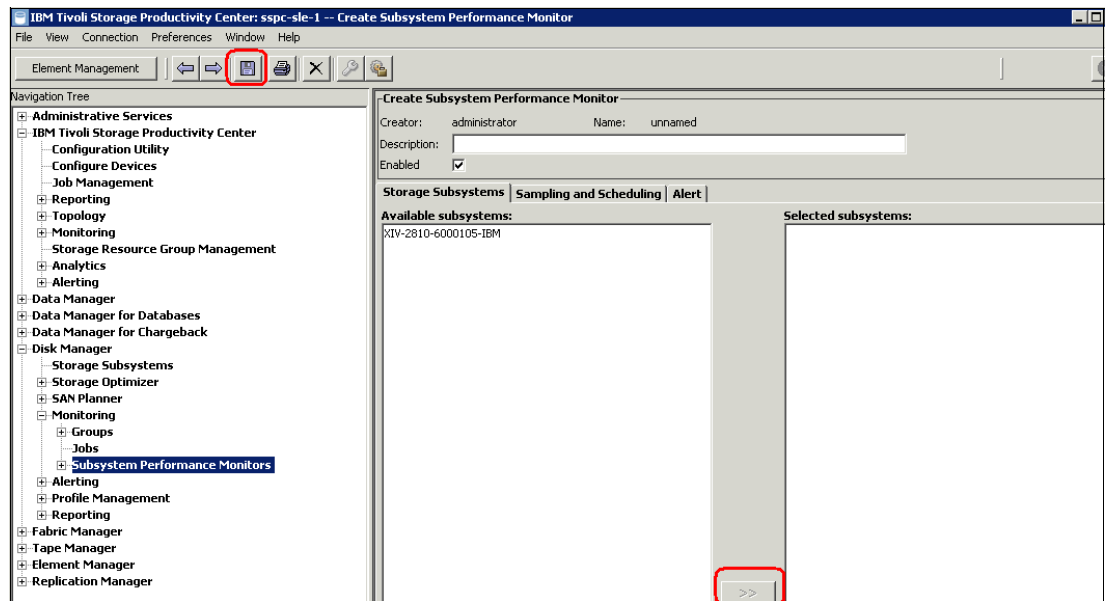 IBM Tivoli Storage Productivity Center: sspc-sle-1 -- Create Subsystem Performance Monitor
File View Connection Preferences Window Help
Element Management
Navigation Tree
Administrative Services
IBM Tivoli Storage Productivity Center
Configuration Utility
Configure Devices
Job Management
Reporting
Topology
Monitoring
Storage Resource Group Management
Analytics
Alerting
Data Manager
Data Manager for Databases
Data Manager for Chargeback
Disk Manager
Storage Subsystems
Storage Optimizer
SAN Planner
Monitoring
Groups
Jobs
Subsystem Performance Monitors
Alerting
Profile Management
Reporting
Fabric Manager
Tape Manager
Element Manager
Replication Manager
Create Subsystem Performance Monitor
Creator: administrator Name: unnamed
Description:
Enabled
Storage Subsystems Sampling and Scheduling Alert
Available subsystems: Selected subsystems:
XIV-2810-6000105-IBM
>>